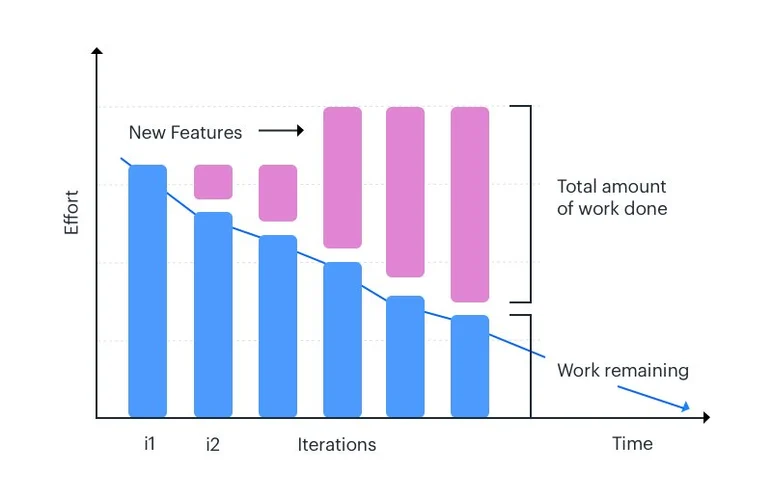 New Features
Total amount
of work done
Effort
Work remaining
i1
i2
Iterations
Time